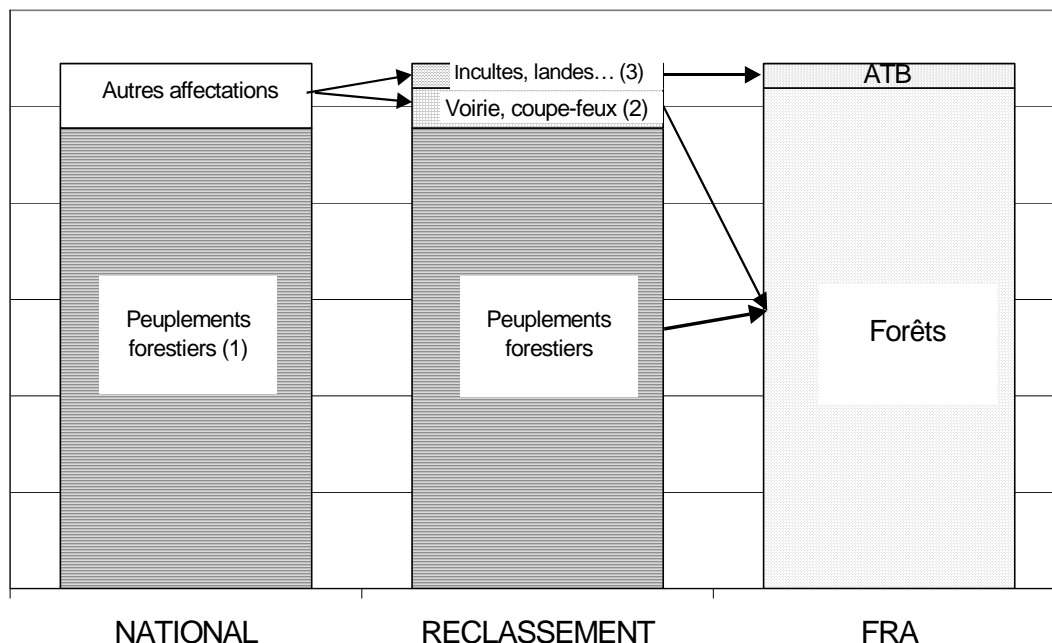 Autres affectations
Incultes, landes… (3)
Voirie, coupe-feux (2)
ATB
Peuplements
forestiers (1)
Peuplements
forestiers
Forêts
NATIONAL
RECLASSEMENT
FRA